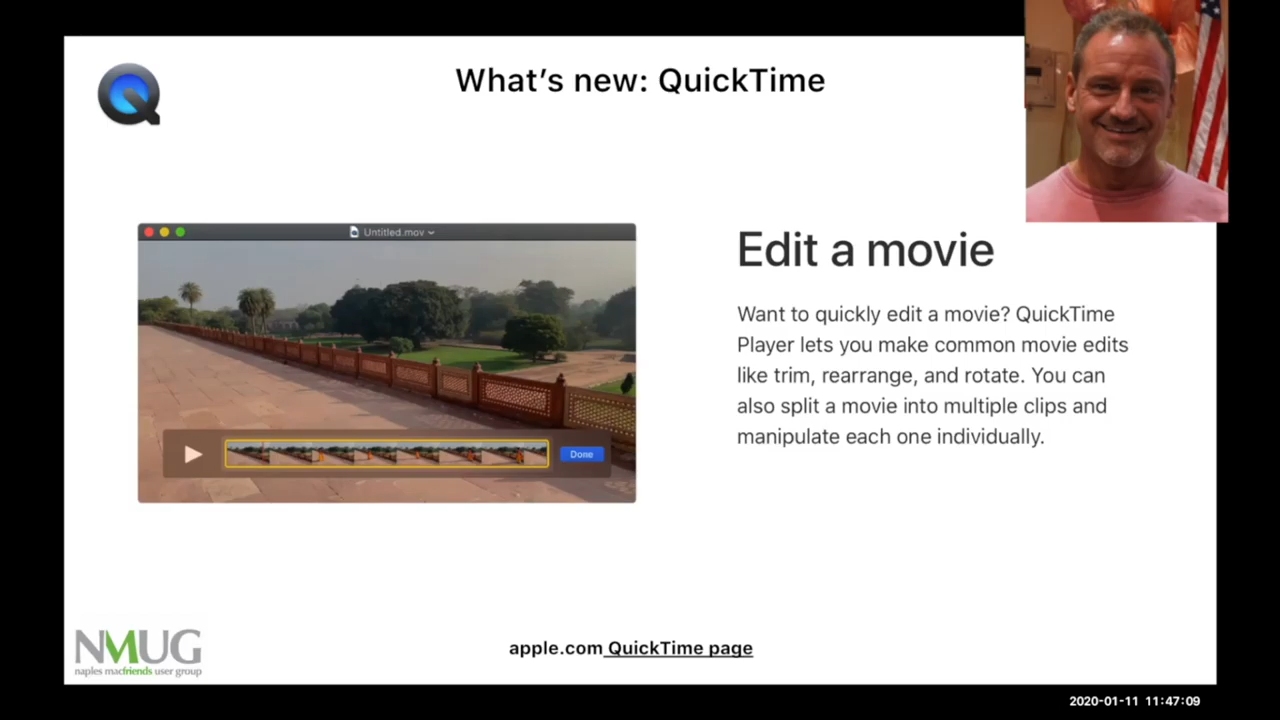 What’s new: QuickTime
Untitled.mov
Edit a movie
Want to quickly edit a movie? QuickTime
Player lets you make common movie edits
like trim, rearrange, and rotate. You can
also split a movie into multiple clips and
manipulate each one individually.
Done
NMUG
naples macfriends user group
apple.com QuickTime page
2020-01-11 11:47:09